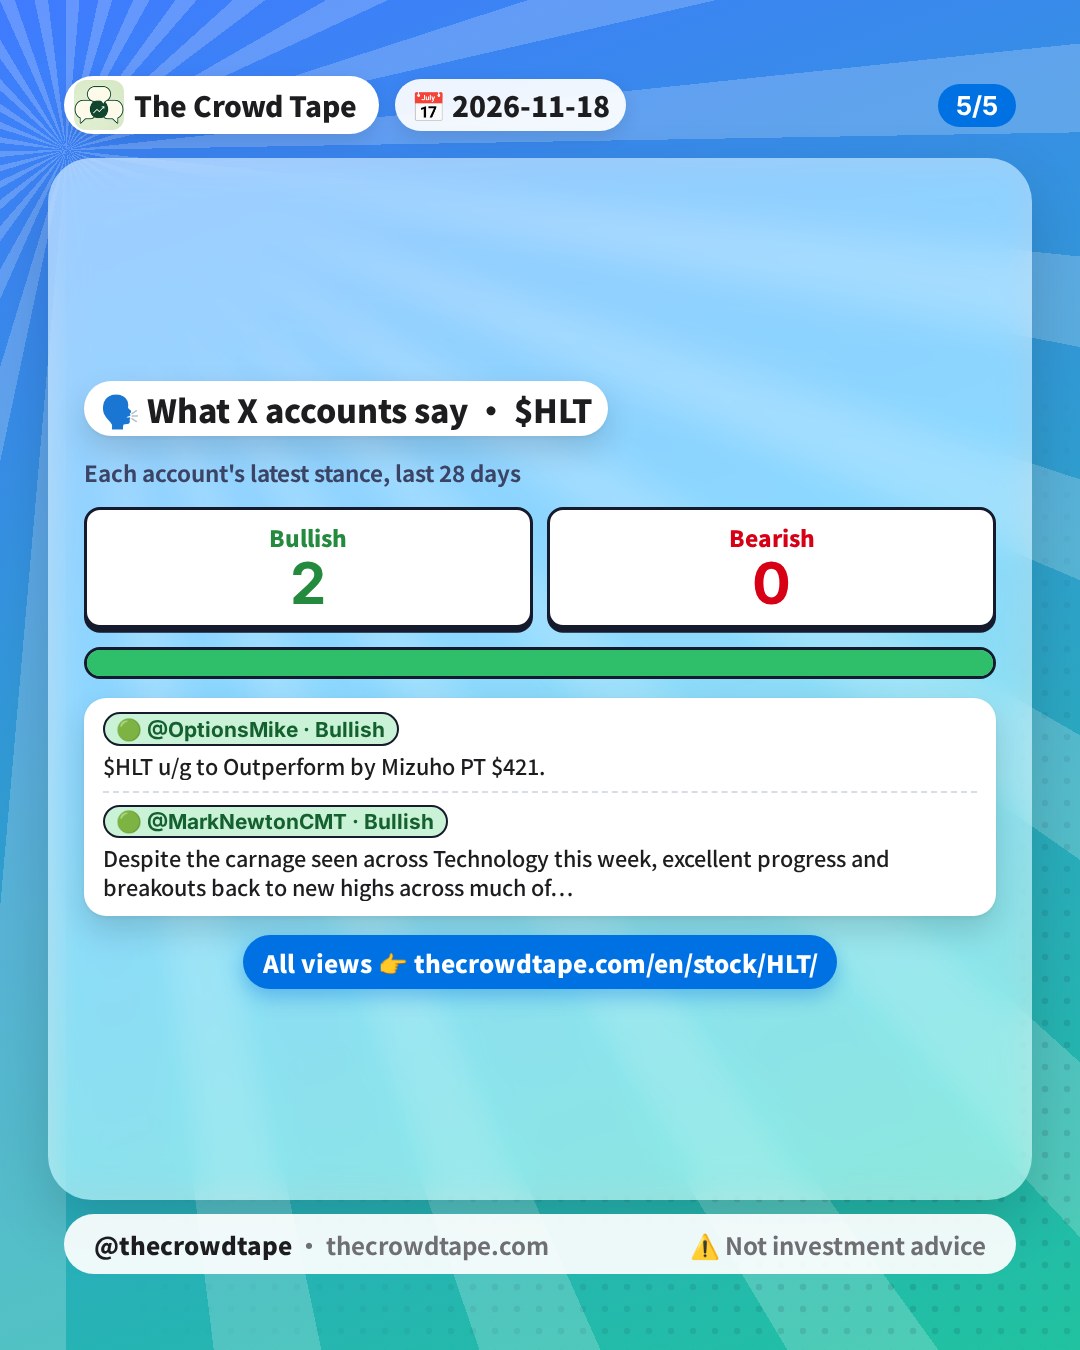 The Crowd Tape
📅 2026-11-18
5/5
🗣️ What X accounts say • $HLT
Each account's latest stance, last 28 days
Bullish
Bearish
2
0
🟢 @OptionsMike · Bullish
$HLT u/g to Outperform by Mizuho PT $421.
🟢 @MarkNewtonCMT · Bullish
Despite the carnage seen across Technology this week, excellent progress and
breakouts back to new highs across much of…
All views 👉 thecrowdtape.com/en/stock/HLT/
@thecrowdtape • thecrowdtape.com
⚠️ Not investment advice